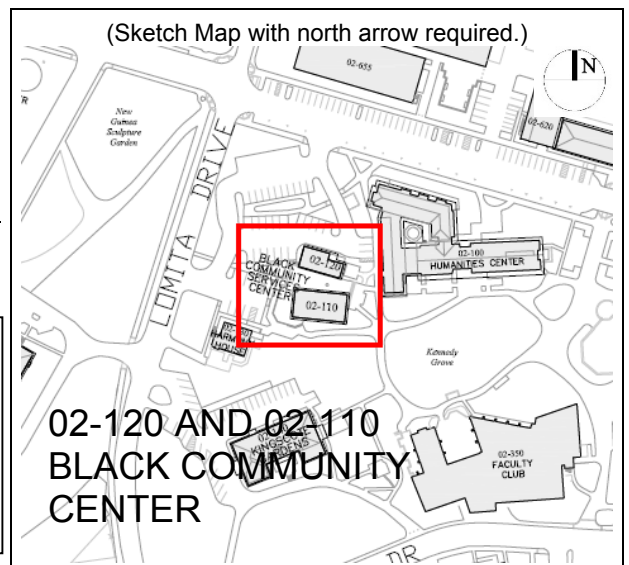 (Sketch Map with north arrow required.)
N
02-655
New
Guinea
Sculpture
Garden
02-620
LOMITA DRIVE
02-100
HUMANITIES CENTER
BLACK
COMMUNITY
SERVICES
CENTER
02-120
02-110
HOUSE
Kennedy
Grove
02-120 AND 02-110
BLACK COMMUNITY
CENTER
02-350
FACULTY
CLUB
DR